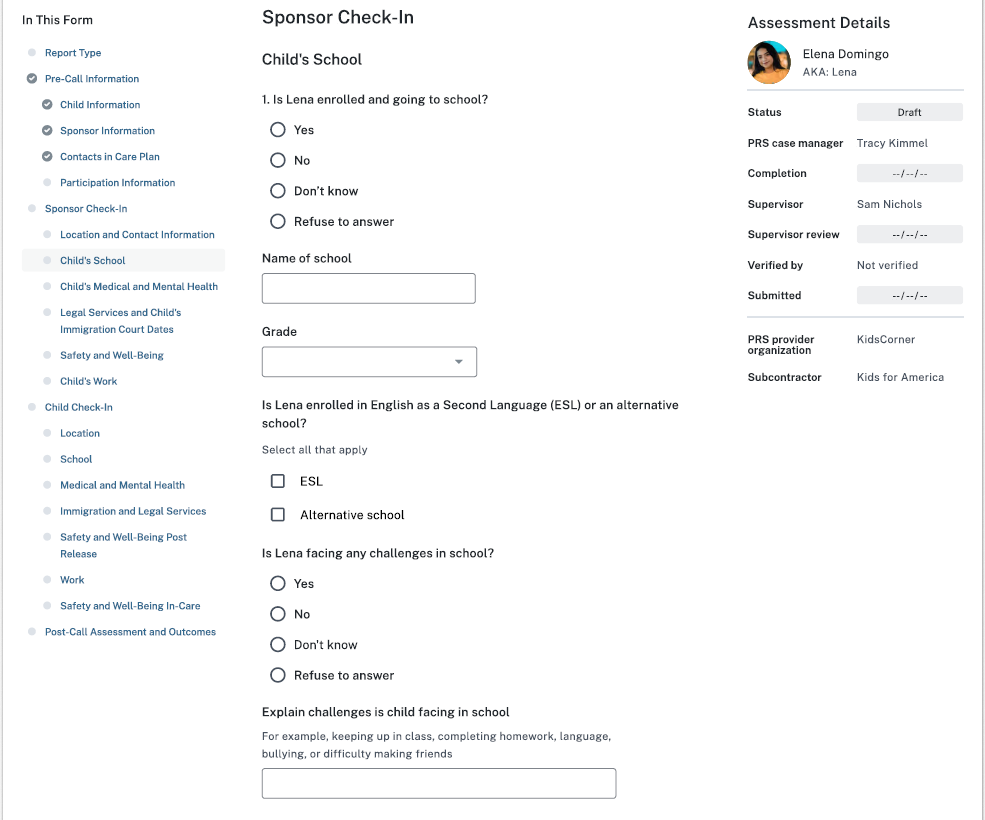 In This Form
Report Type
Pre-Call Information
Child Information
Sponsor Information
Contacts in Care Plan
Participation Information
Sponsor Check-In
Location and Contact Information
Child's School
Child's Medical and Mental Health
Legal Services and Child's
Immigration Court Dates
Safety and Well-Being
Child's Work
Child Check-In
Location
School
Medical and Mental Health
Immigration and Legal Services
Safety and Well-Being Post
Release
Work
Safety and Well-Being In-Care
Post-Call Assessment and Outcomes
Sponsor Check-In
Child's School
1. Is Lena enrolled and going to school?
Yes
No
Don't know
Refuse to answer
Name of school
Grade
Is Lena enrolled in English as a Second Language (ESL) or an alternative
school?
Select all that apply
ESL
Alternative school
Is Lena facing any challenges in school?
Yes
No
Don't know
Refuse to answer
Explain challenges is child facing in school
For example, keeping up in class, completing homework, language,
bullying, or difficulty making friends
Assessment Details
Elena Domingo
AKA: Lena
Status Draft
PRS case manager Tracy Kimmel
Completion --/--/--
Supervisor Sam Nichols
Supervisor review --/--/--
Verified by Not verified
Submitted --/--/--
PRS provider KidsCorner
organization
Subcontractor Kids for America